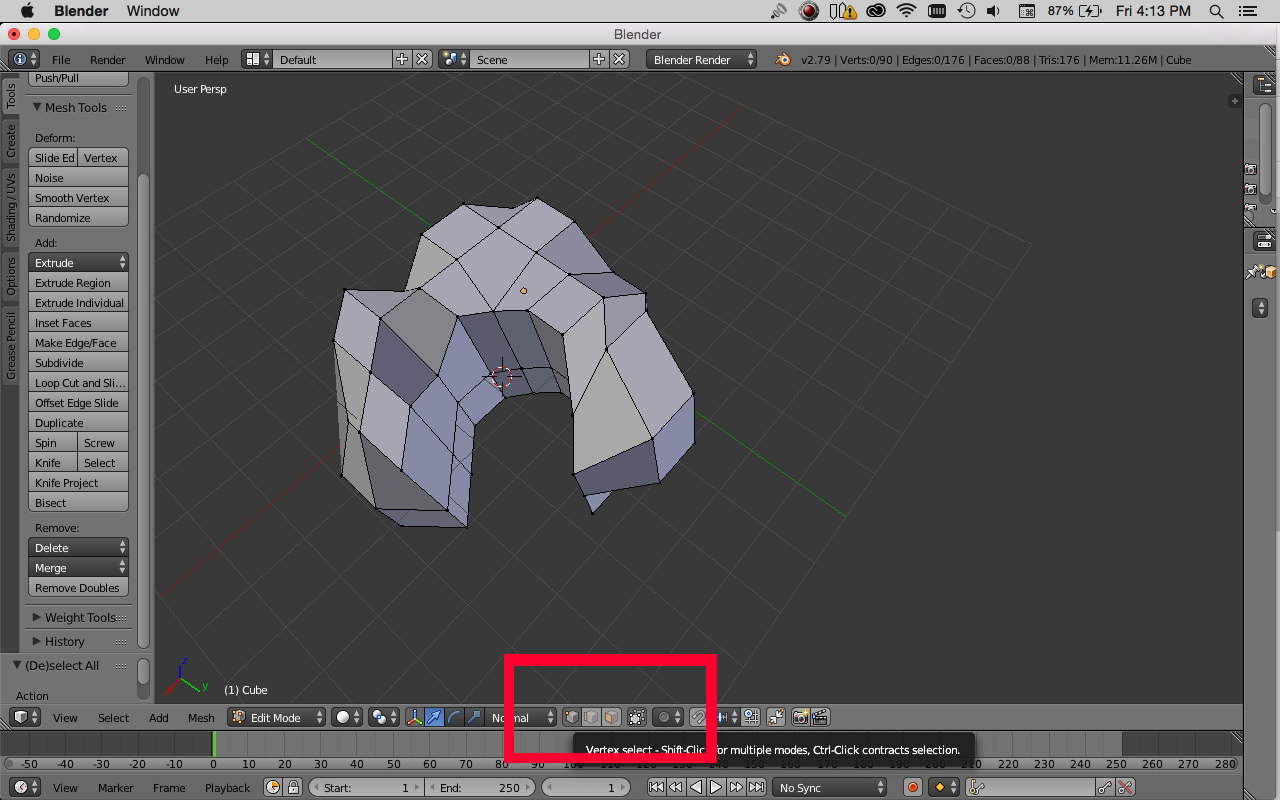 Blender Window 87% Fri 4:13 PM
Blender
File Render Window Help Default Scene Blender Render v2.79 | Verts:0/90 | Edges:0/176 | Faces:0/88 | Tris:176 | Mem:11.26M | Cube
Push/Pull
User Persp
Tools
Create
Shading / UVs
Options
Grease Pencil
Mesh Tools
Deform:
Slide Ed Vertex
Noise
Smooth Vertex
Randomize
Add:
Extrude
Extrude Region
Extrude Individual
Inset Faces
Make Edge/Face
Subdivide
Loop Cut and Sli...
Offset Edge Slide
Duplicate
Spin Screw
Knife Select
Knife Project
Bisect
Remove:
Delete
Merge
Remove Doubles
Weight Tools
History
(De)select All
Action
z
y
(1) Cube
View Select Add Mesh Edit Mode Normal
Vertex select - Shift-Click for multiple modes, Ctrl-Click contracts selection.
-50 -40 -30 -20 -10 0 10 20 30 40 50 60 70 80 90 100 110 120 130 140 150 160 170 180 190 200 210 220 230 240 250 260 270 280
View Marker Frame Playback Start: 1 End: 250 1 No Sync